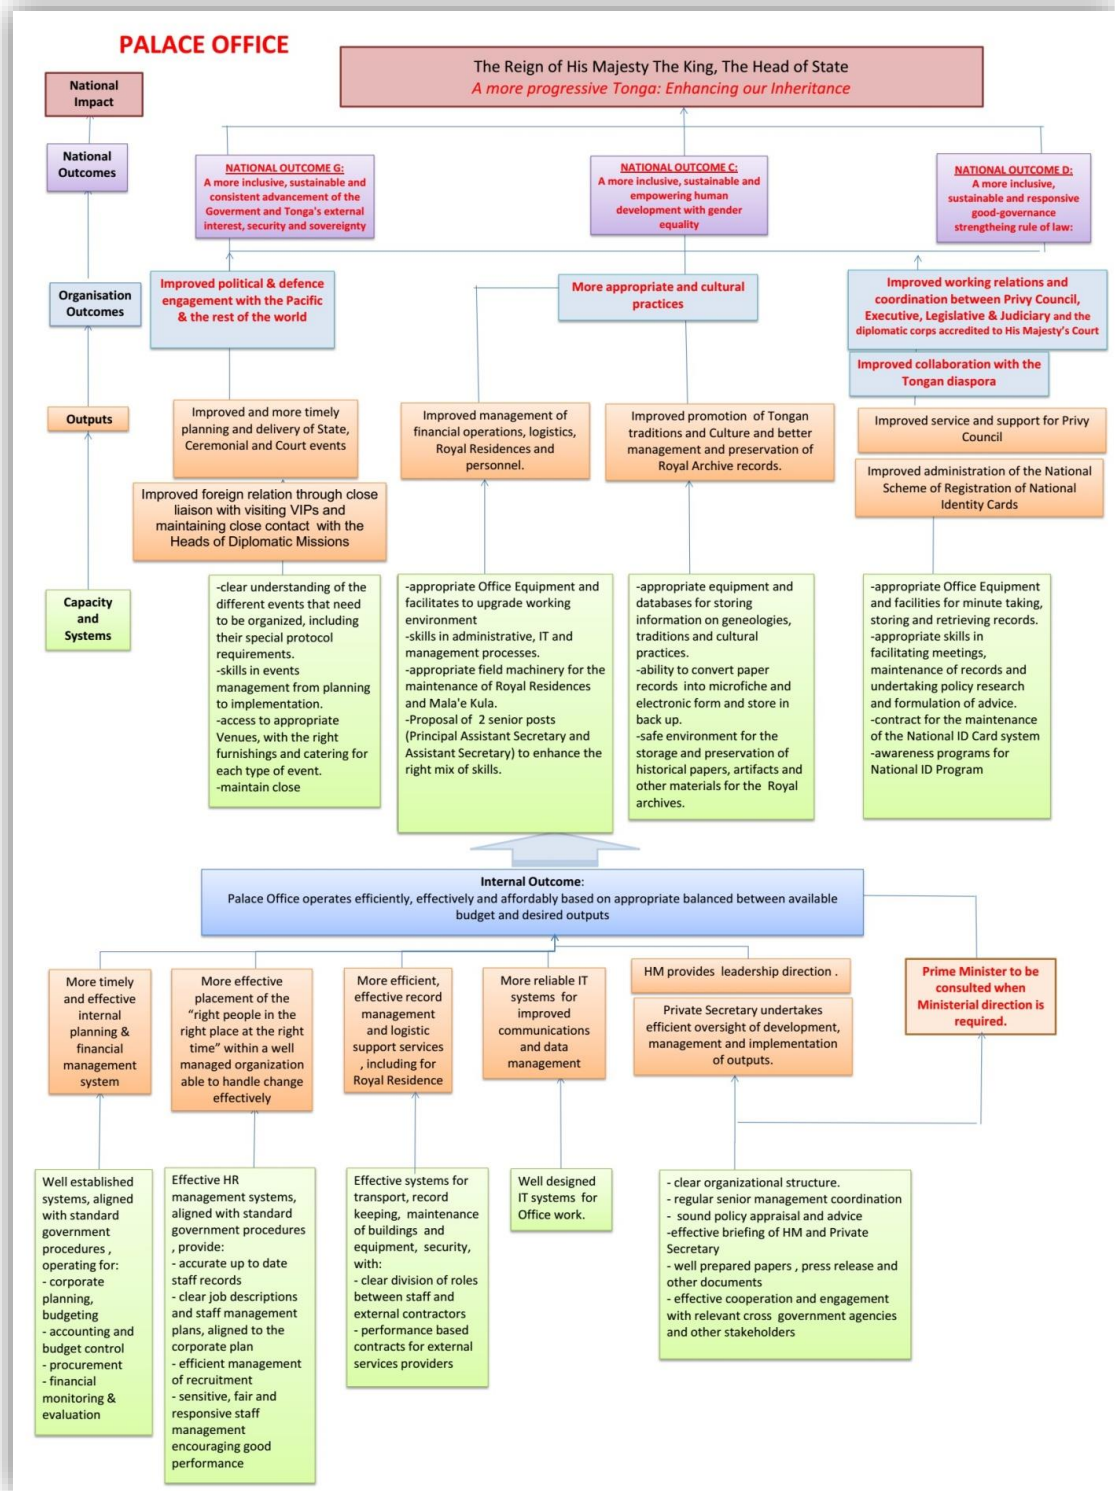 PALACE OFFICE
The Reign of His Majesty The King, The Head of State
A more progressive Tonga: Enhancing our Inheritance
National
Impact
National
Outcomes
NATIONAL OUTCOME G:
A more inclusive, sustainable and
consistent advancement of the
Goverment and Tonga's external
interest, security and sovereignty
NATIONAL OUTCOME C:
A more inclusive, sustainable and
empowering human
development with gender
equality
NATIONAL OUTCOME D:
A more inclusive,
sustainable and responsive
good-governance
strengtheing rule of law:
Organisation
Outcomes
Improved political & defence
engagement with the Pacific
& the rest of the world
More appropriate and cultural
practices
Improved working relations and
coordination between Privy Council,
Executive, Legislative & Judiciary and the
diplomatic corps accredited to His Majesty's Court
Improved collaboration with the
Tongan diaspora
Outputs
Improved and more timely
planning and delivery of State,
Ceremonial and Court events
Improved foreign relation through close
liaison with visiting VIPs and
maintaining close contact with the
Heads of Diplomatic Missions
Improved management of
financial operations, logistics,
Royal Residences and
personnel.
Improved promotion of Tongan
traditions and Culture and better
management and preservation of
Royal Archive records.
Improved service and support for Privy
Council
Improved administration of the National
Scheme of Registration of National
Identity Cards
Capacity
and
Systems
-clear understanding of the
different events that need
to be organized, including
their special protocol
requirements.
-skills in events
management from planning
to implementation.
-access to appropriate
Venues, with the right
furnishings and catering for
each type of event.
-maintain close
-appropriate Office Equipment and
facilitates to upgrade working
environment
-skills in administrative, IT and
management processes.
-appropriate field machinery for the
maintenance of Royal Residences
and Mala'e Kula.
-Proposal of 2 senior posts
(Principal Assistant Secretary and
Assistant Secretary) to enhance the
right mix of skills.
-appropriate equipment and
databases for storing
information on geneologies,
traditions and cultural
practices.
-ability to convert paper
records into microfiche and
electronic form and store in
back up.
-safe environment for the
storage and preservation of
historical papers, artifacts and
other materials for the Royal
archives.
-appropriate Office Equipment
and facilities for minute taking,
storing and retrieving records.
-appropriate skills in
facilitating meetings,
maintenance of records and
undertaking policy research
and formulation of advice.
-contract for the maintenance
of the National ID Card system
-awareness programs for
National ID Program
Internal Outcome:
Palace Office operates efficiently, effectively and affordably based on appropriate balanced between available
budget and desired outputs
More timely
and effective
internal
planning &
financial
management
system
More effective
placement of the
"right people in the
right place at the right
time" within a well
managed organization
able to handle change
effectively
More efficient,
effective record
management
and logistic
support services
, including for
Royal Residence
More reliable IT
systems for
improved
communications
and data
management
HM provides leadership direction .
Private Secretary undertakes
efficient oversight of development,
management and implementation
of outputs.
Prime Minister to be
consulted when
Ministerial direction is
required.
Well established
systems, aligned
with standard
government
procedures ,
operating for:
- corporate
planning,
budgeting
- accounting and
budget control
- procurement
- financial
monitoring &
evaluation
Effective HR
management systems,
aligned with standard
government procedures
, provide:
- accurate up to date
staff records
- clear job descriptions
and staff management
plans, aligned to the
corporate plan
- efficient management
of recruitment
- sensitive, fair and
responsive staff
management
encouraging good
performance
Effective systems for
transport, record
keeping, maintenance
of buildings and
equipment, security,
with:
- clear division of roles
between staff and
external contractors
- performance based
contracts for external
services providers
Well designed
IT systems for
Office work.
- clear organizational structure.
- regular senior management coordination
- sound policy appraisal and advice
-effective briefing of HM and Private
Secretary
- well prepared papers , press release and
other documents
- effective cooperation and engagement
with relevant cross government agencies
and other stakeholders